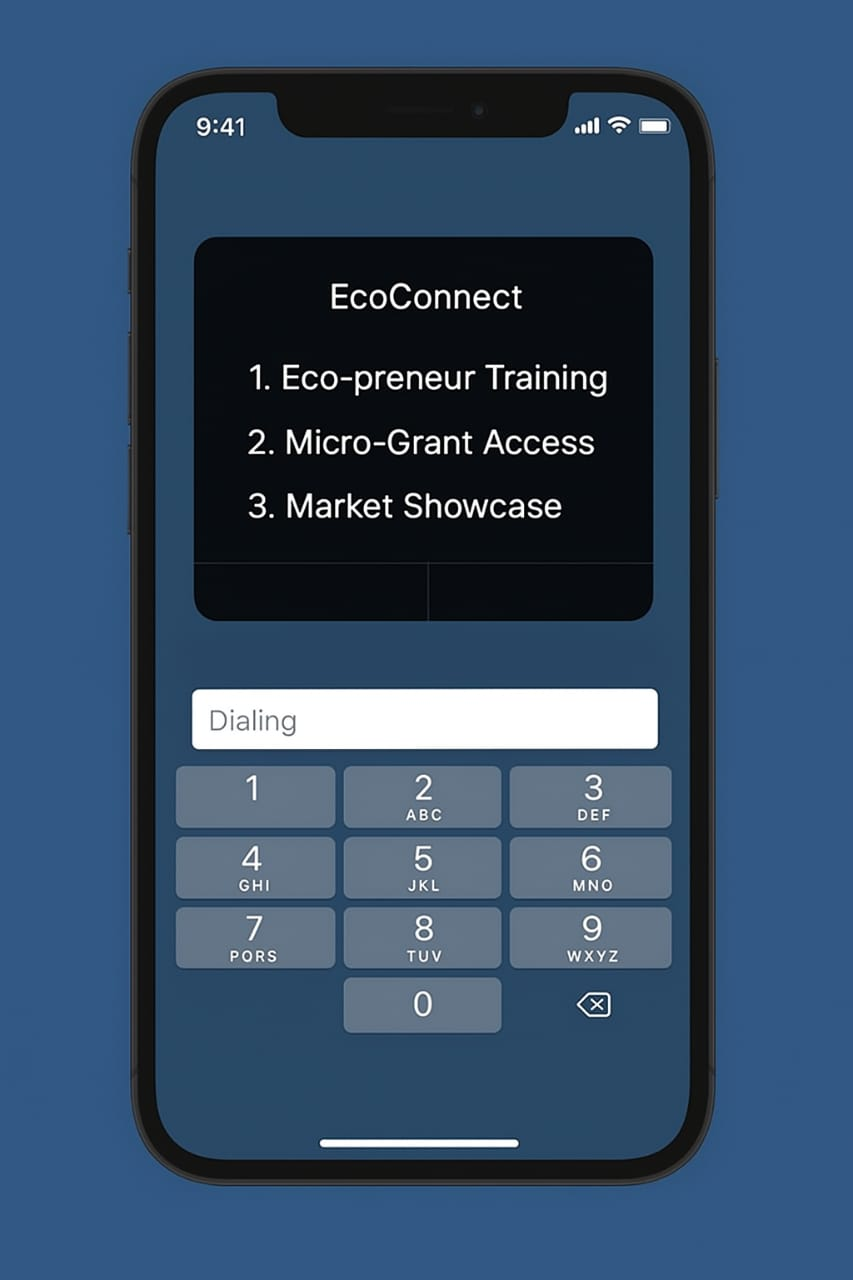 9:41
EcoConnect
1. Eco-preneur Training
2. Micro-Grant Access
3. Market Showcase
Dialing
1 2 3
ABC DEF
4 5 6
GHI JKL MNO
7 8 9
PORS TUV WXYZ
0